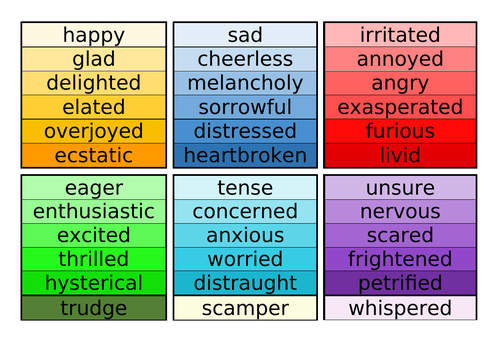 happy
glad
delighted
elated
overjoyed
ecstatic
sad
cheerless
melancholy
sorrowful
distressed
heartbroken
irritated
annoyed
angry
exasperated
furious
livid
eager
enthusiastic
excited
thrilled
hysterical
trudge
tense
concerned
anxious
worried
distraught
scamper
unsure
nervous
scared
frightened
petrified
whispered